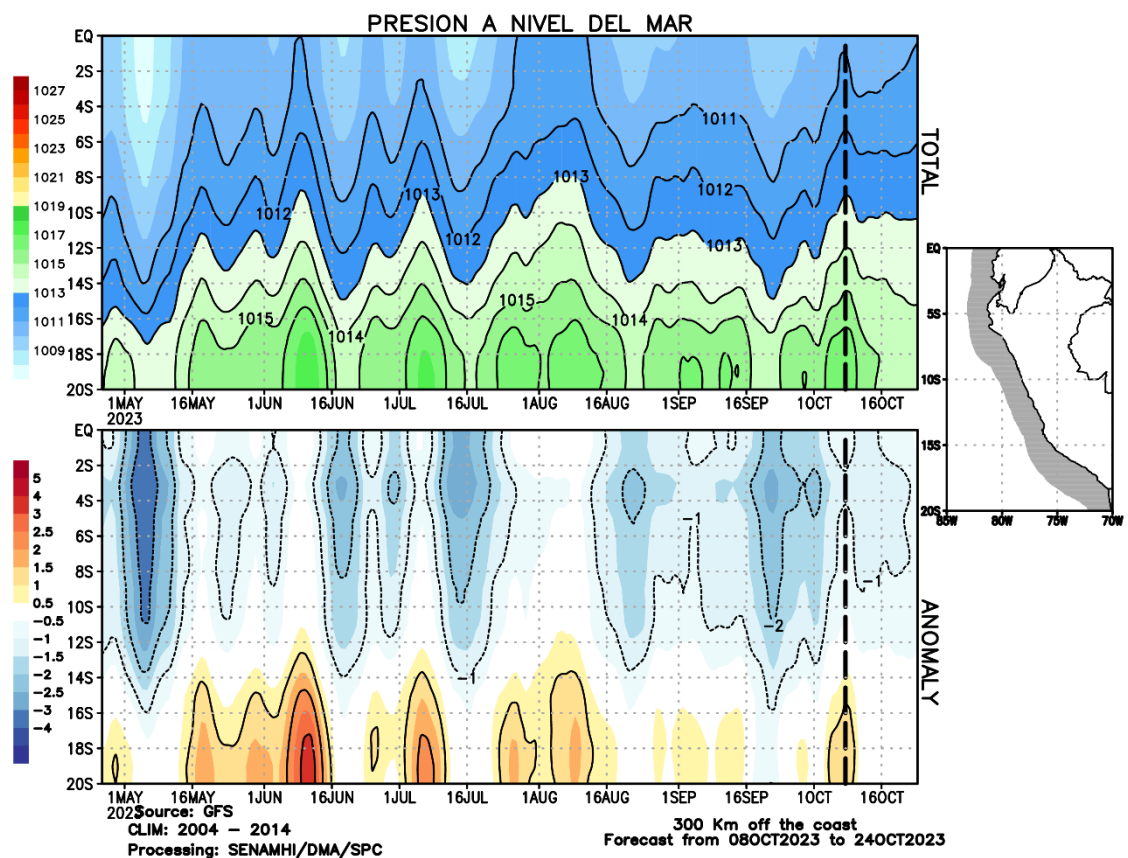 PRESION A NIVEL DEL MAR
EQ
2S
4S
6S
8S
10S
12S
14S
16S
18S
20S
1027
1025
1023
1021
1019
1017
1015
1013
1011
1009
1011
1012
1013
1012
1013
1012
1013
1015
1014
1015
1014
TOTAL
1MAY
2023
16MAY
1JUN
16JUN
1JUL
16JUL
1AUG
16AUG
1SEP
16SEP
1OCT
16OCT
EQ
5S
10S
15S
20S
85W
80W
75W
70W
EQ
2S
4S
6S
8S
10S
12S
14S
16S
18S
20S
5
4
3
2.5
2
1.5
1
0.5
-0.5
-1
-1.5
-2
-2.5
-3
-4
-1
-1
-2
-1
ANOMALY
1MAY
16MAY
1JUN
16JUN
1JUL
16JUL
1AUG
16AUG
1SEP
16SEP
1OCT
16OCT
Source: GFS
CLIM: 2004 - 2014
Processing: SENAMHI/DMA/SPC
300 Km off the coast
Forecast from 08OCT2023 to 24OCT2023